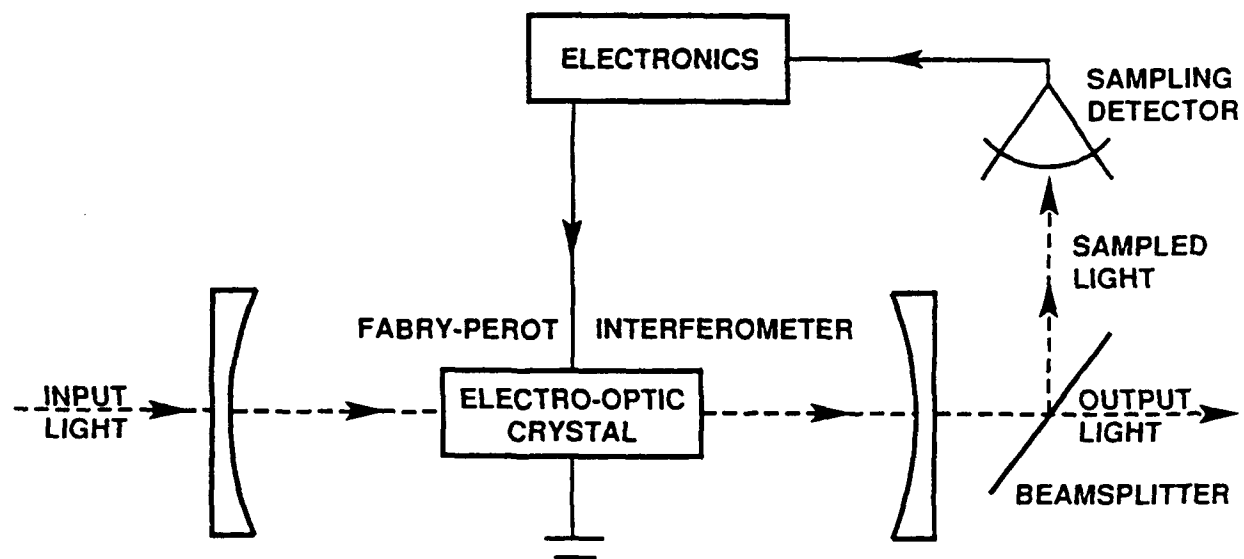 ELECTRONICS
SAMPLING
DETECTOR
SAMPLED
LIGHT
FABRY-PEROT INTERFEROMETER
INPUT
LIGHT
ELECTRO-OPTIC
CRYSTAL
OUTPUT
LIGHT
BEAMSPLITTER